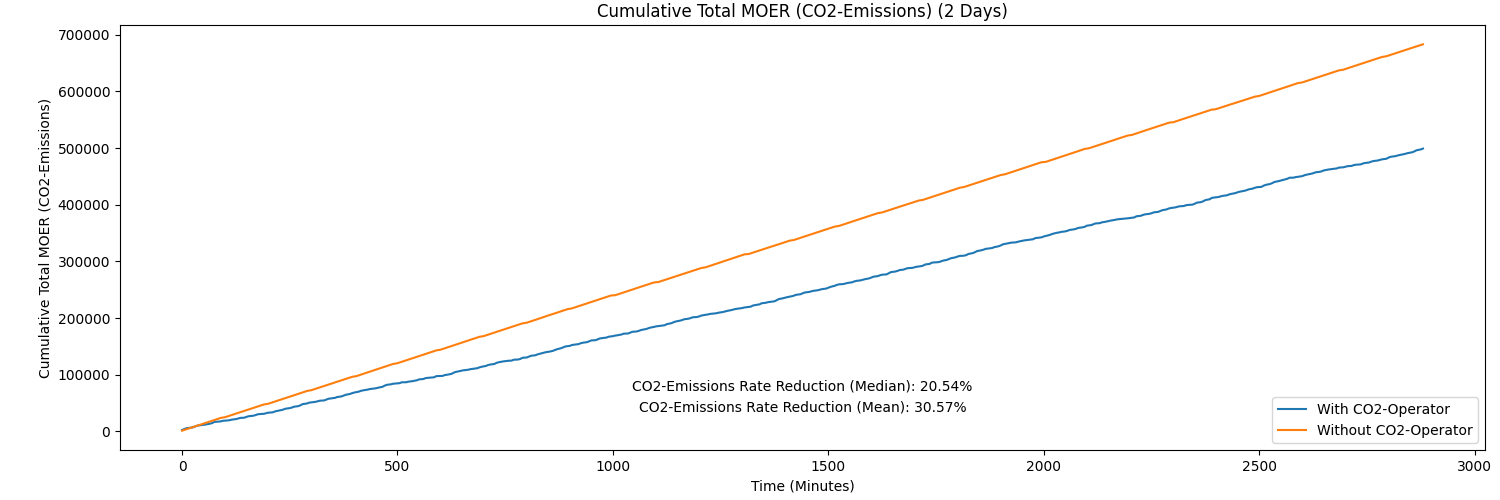 Cumulative Total MOER (CO2-Emissions) (2 Days)
Cumulative Total MOER (CO2-Emissions)
700000
600000
500000
400000
300000
200000
100000
0
CO2-Emissions Rate Reduction (Median): 20.54%
CO2-Emissions Rate Reduction (Mean): 30.57%
With CO2-Operator
Without CO2-Operator
0 500 1000 1500 2000 2500 3000
Time (Minutes)